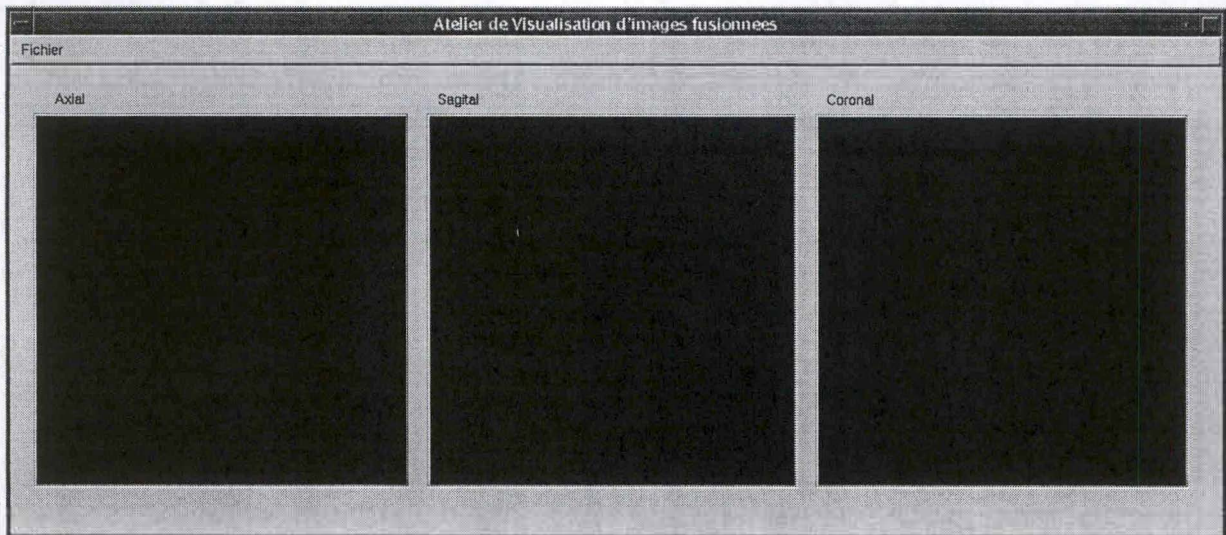 Atelier de Visualisation d'images fusionnees
Fichier
Axial
Sagital
Coronal